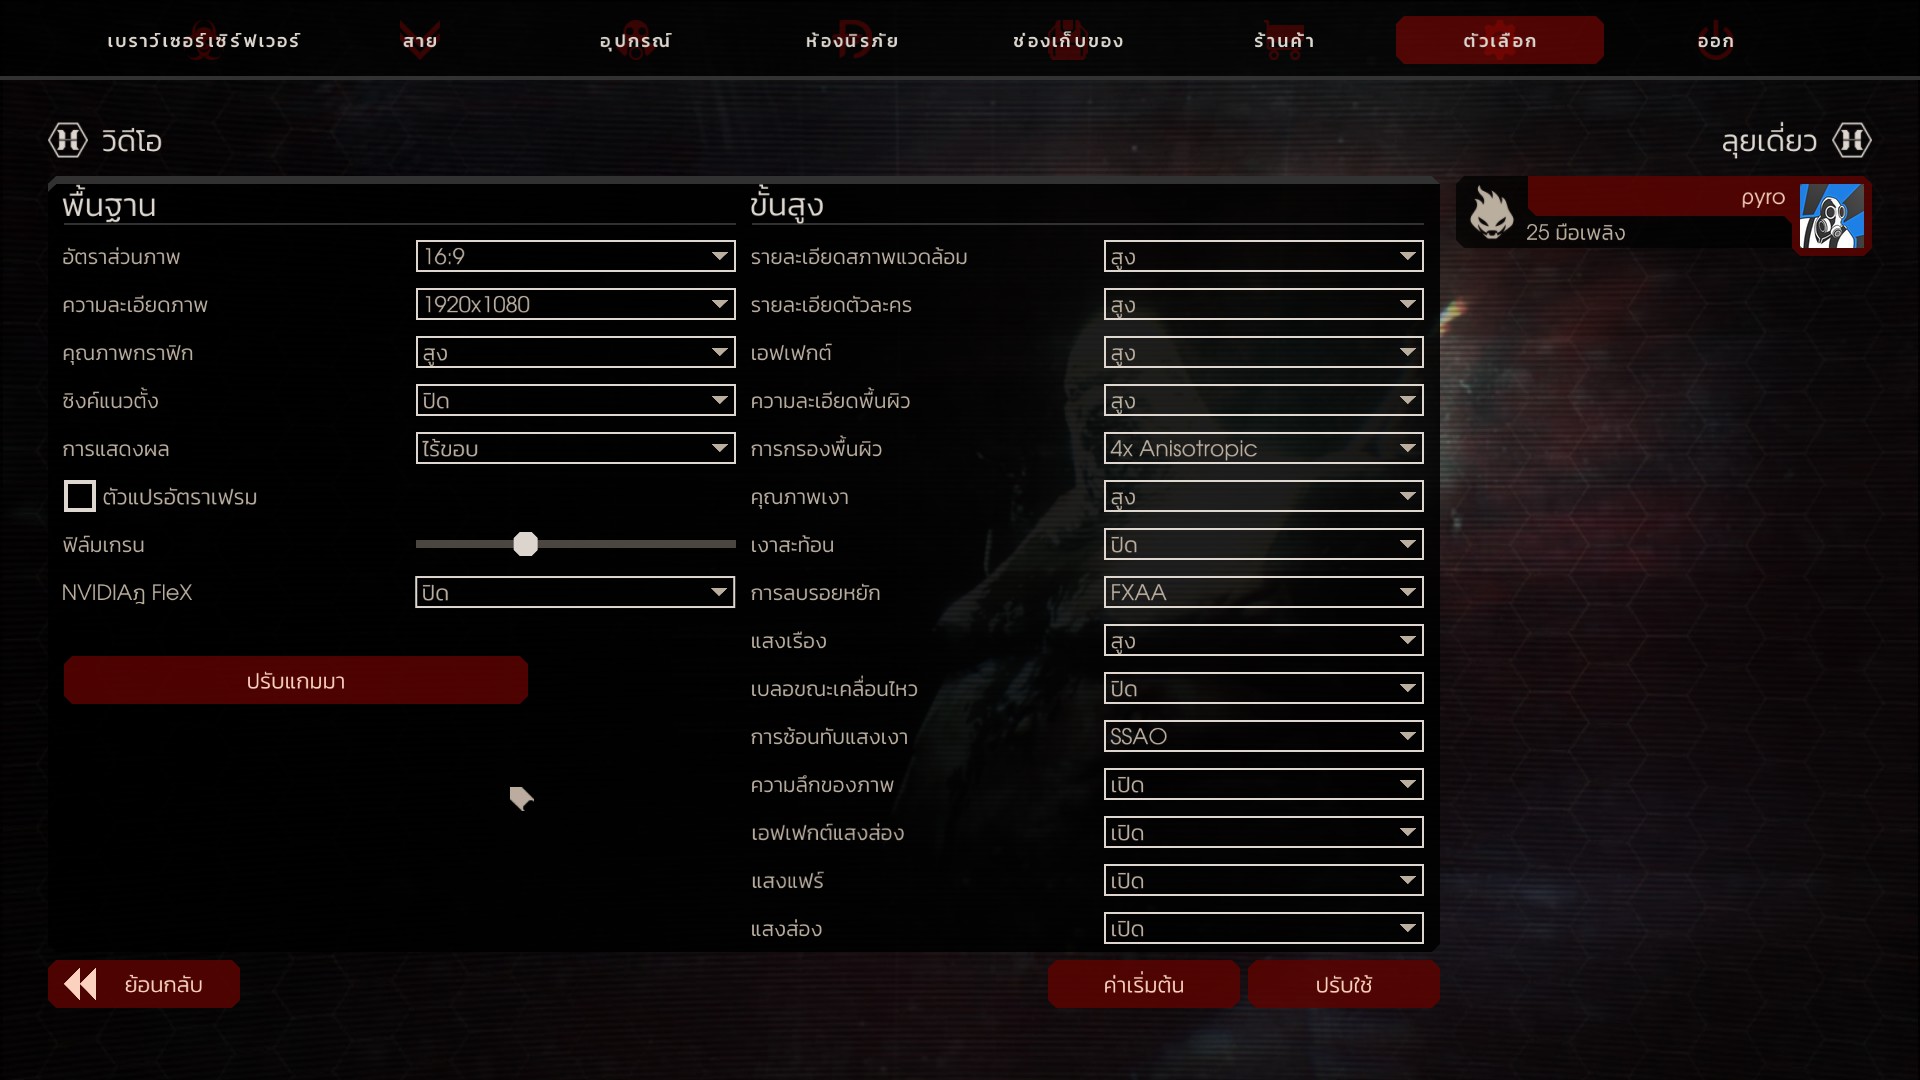 เบราว์เซอร์เซิร์ฟเวอร์ สาย อุปกรณ์ ห้องนิรภัย ช่องเก็บของ ร้านค้า ตัวเลือก ออก
วิดีโอ
ลุยเดี่ยว
pyro
25 มือเพลิง
พื้นฐาน
อัตราส่วนภาพ 16:9
ความละเอียดภาพ 1920x1080
คุณภาพกราฟิก สูง
ซิงค์แนวตั้ง ปิด
การแสดงผล ไร้ขอบ
ตัวแปรอัตราเฟรม
ฟิล์มเกรน
NVIDIAฎ FleX ปิด
ปรับแกมมา
ขั้นสูง
รายละเอียดสภาพแวดล้อม สูง
รายละเอียดตัวละคร สูง
เอฟเฟกต์ สูง
ความละเอียดพื้นผิว สูง
การกรองพื้นผิว 4x Anisotropic
คุณภาพเงา สูง
เงาสะท้อน ปิด
การลบรอยหยัก FXAA
แสงเรือง สูง
เบลอขณะเคลื่อนไหว ปิด
การซ้อนทับแสงเงา SSAO
ความลึกของภาพ เปิด
เอฟเฟกต์แสงส่อง เปิด
แสงแฟร์ เปิด
แสงส่อง เปิด
ย้อนกลับ
ค่าเริ่มต้น
ปรับใช้